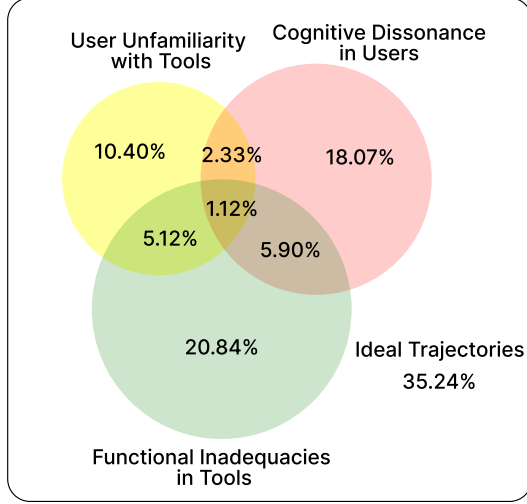 User Unfamiliarity
with Tools
Cognitive Dissonance
in Users
10.40%
2.33%
18.07%
1.12%
5.12%
5.90%
20.84%
Ideal Trajectories
35.24%
Functional Inadequacies
in Tools